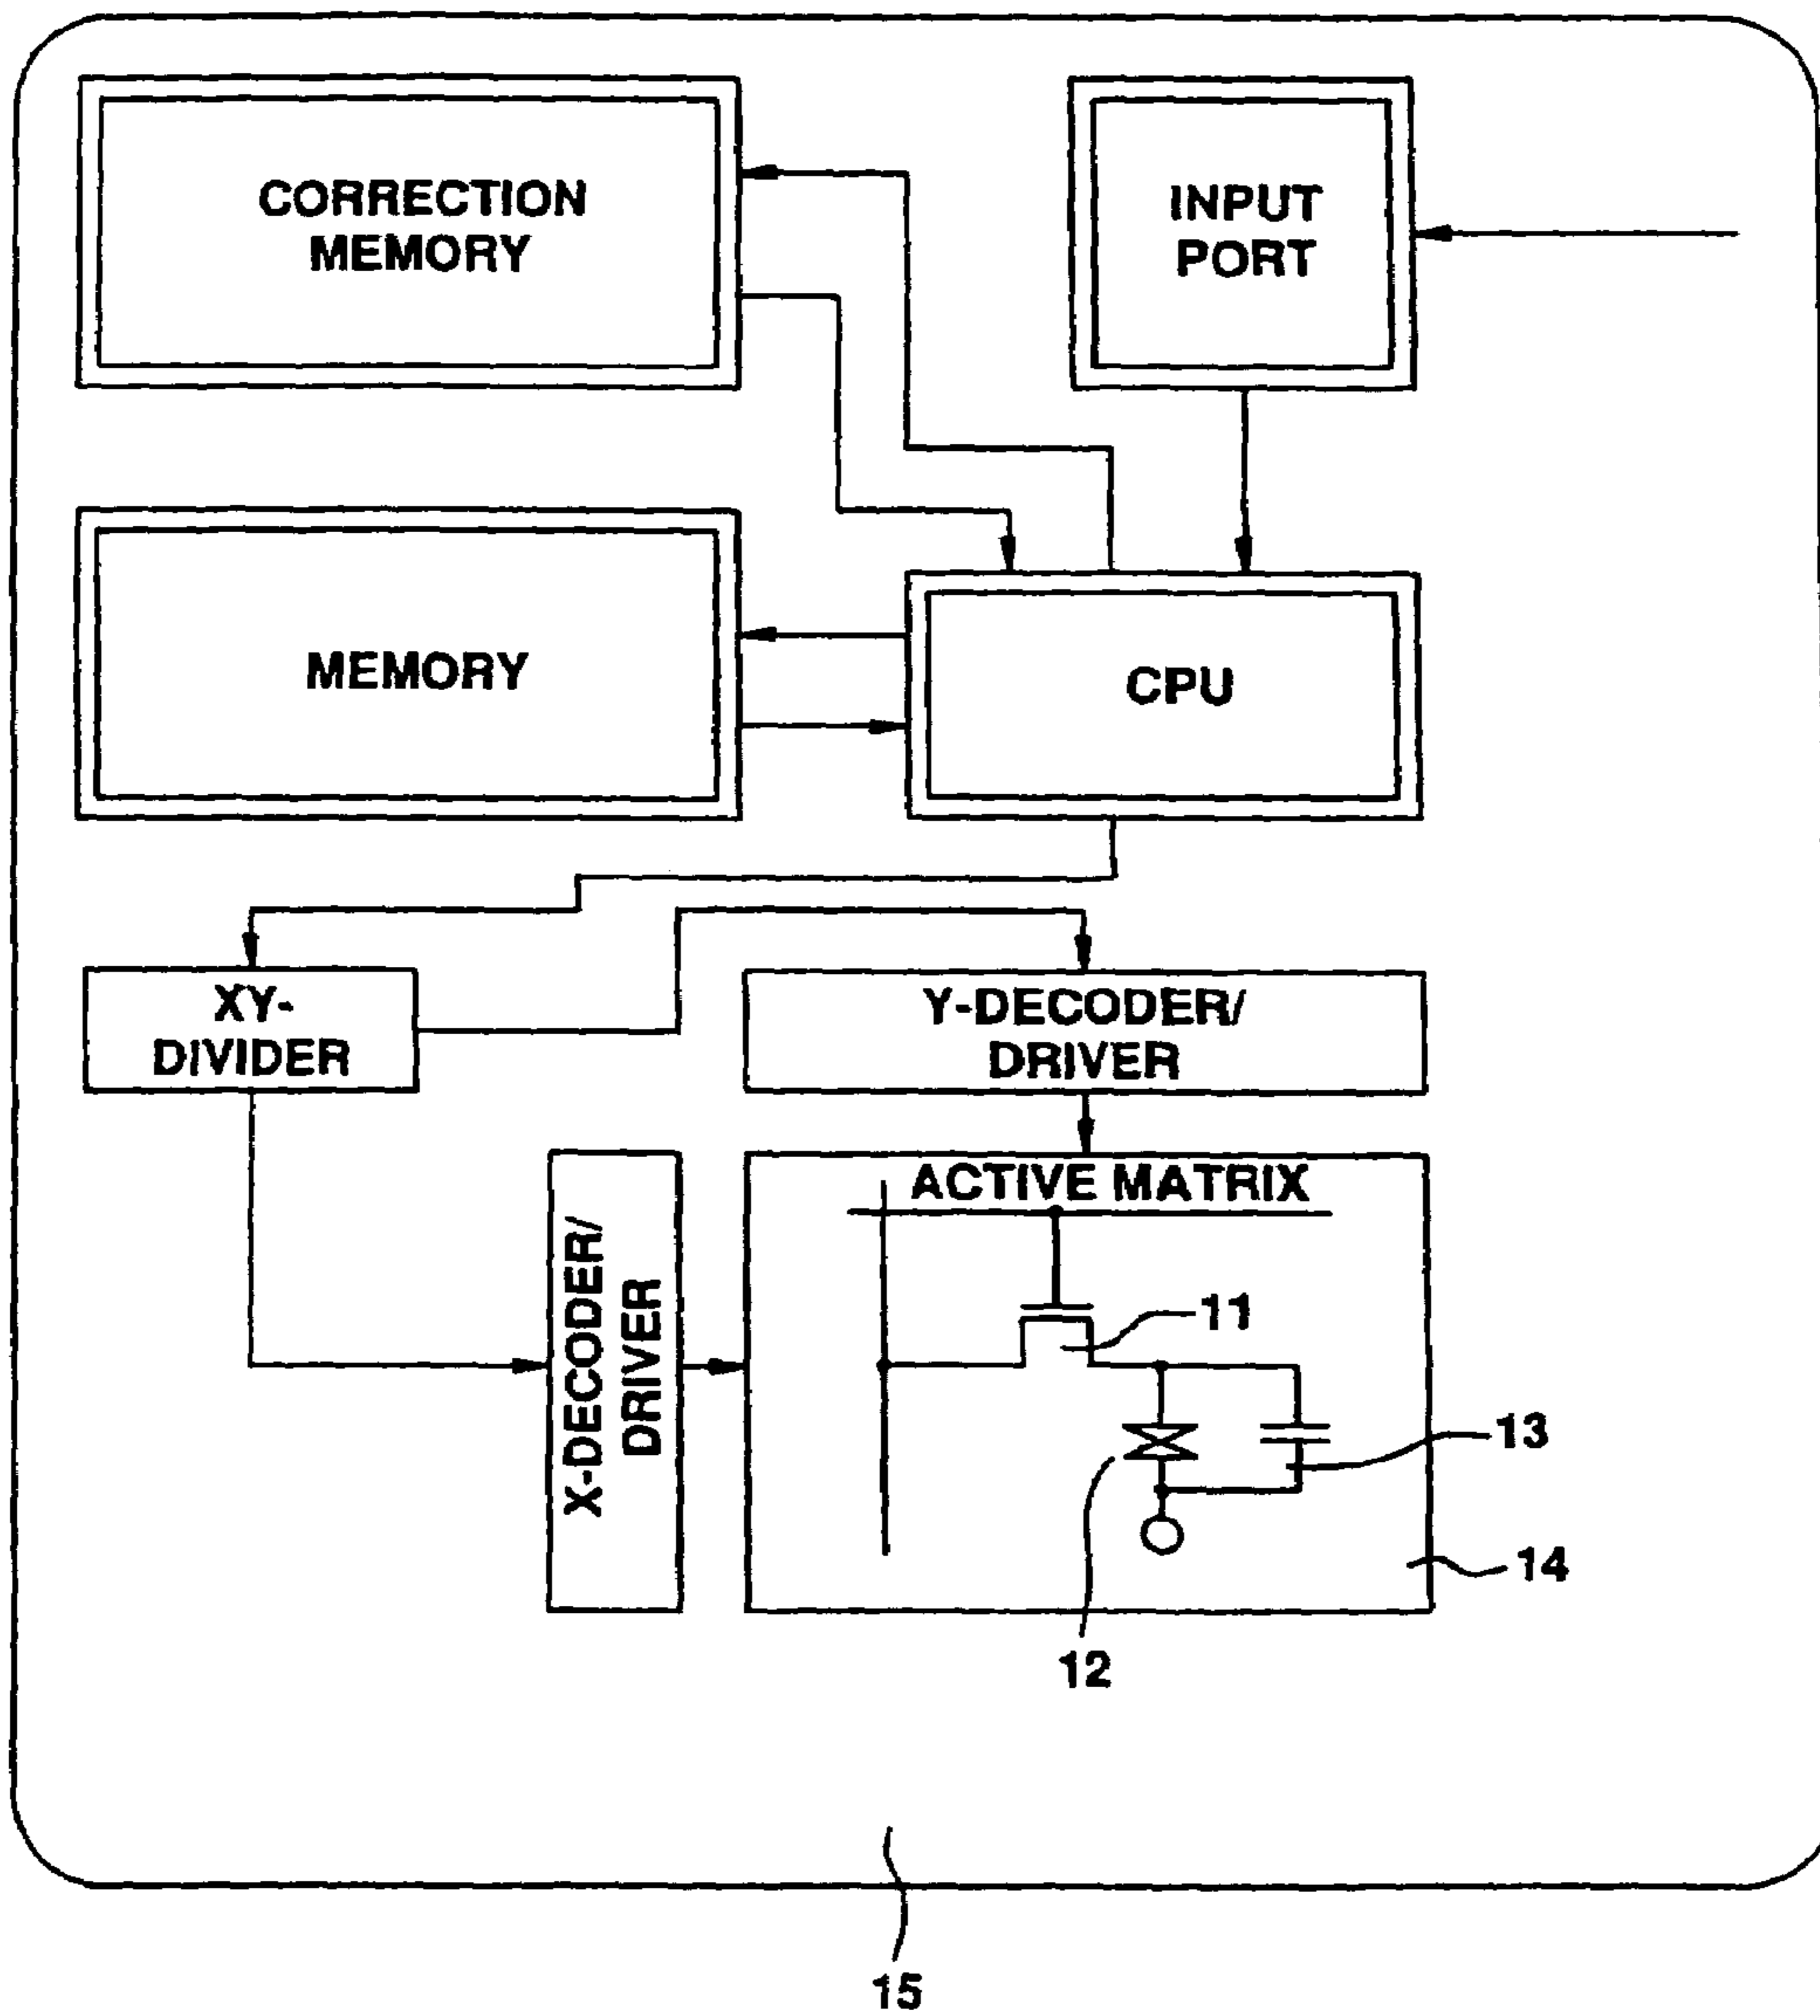 CORRECTION
MEMORY
INPUT
PORT
MEMORY
CPU
XY-
DIVIDER
Y-DECODER/
DRIVER
X-DECODER/
DRIVER
ACTIVE MATRIX
11
13
14
12
15